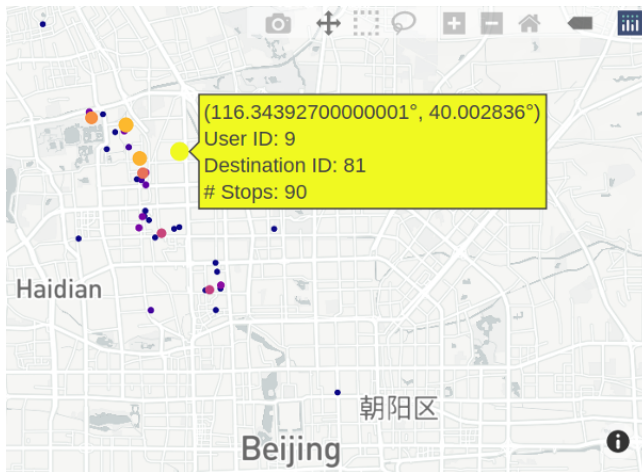 (116.34392700000001°, 40.002836°)
User ID: 9
Destination ID: 81
# Stops: 90
Haidian
朝阳区
Beijing